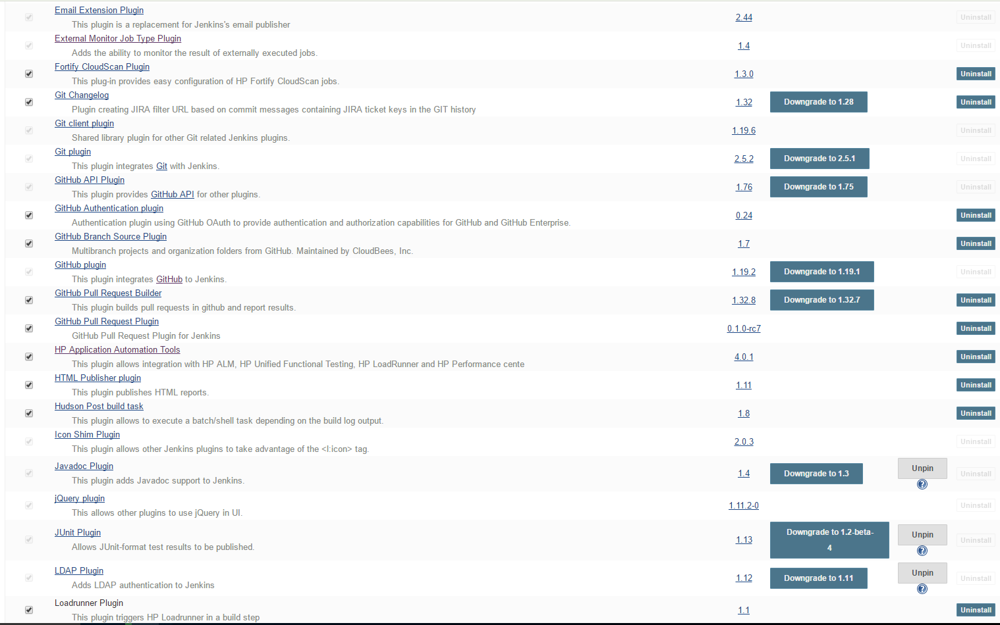 Email Extension Plugin
This plugin is a replacement for Jenkins's email publisher
2.44
Uninstall
External Monitor Job Type Plugin
Adds the ability to monitor the result of externally executed jobs.
1.4
Uninstall
Fortify CloudScan Plugin
This plug-in provides easy configuration of HP Fortify CloudScan jobs.
1.3.0
Uninstall
Git Changelog
Plugin creating JIRA filter URL based on commit messages containing JIRA ticket keys in the GIT history
1.32
Downgrade to 1.28
Uninstall
Git client plugin
Shared library plugin for other Git related Jenkins plugins.
1.19.6
Uninstall
Git plugin
This plugin integrates Git with Jenkins.
2.5.2
Downgrade to 2.5.1
Uninstall
GitHub API Plugin
This plugin provides GitHub API for other plugins.
1.76
Downgrade to 1.75
Uninstall
GitHub Authentication plugin
Authentication plugin using GitHub OAuth to provide authentication and authorization capabilities for GitHub and GitHub Enterprise.
0.24
Uninstall
GitHub Branch Source Plugin
Multibranch projects and organization folders from GitHub. Maintained by CloudBees, Inc.
1.7
Uninstall
GitHub plugin
This plugin integrates GitHub to Jenkins.
1.19.2
Downgrade to 1.19.1
Uninstall
GitHub Pull Request Builder
This plugin builds pull requests in github and report results.
1.32.8
Downgrade to 1.32.7
Uninstall
GitHub Pull Request Plugin
GitHub Pull Request Plugin for Jenkins
0.1.0-rc7
Uninstall
HP Application Automation Tools
This plugin allows integration with HP ALM, HP Unified Functional Testing, HP LoadRunner and HP Performance cente
4.0.1
Uninstall
HTML Publisher plugin
This plugin publishes HTML reports.
1.11
Uninstall
Hudson Post build task
This plugin allows to execute a batch/shell task depending on the build log output.
1.8
Uninstall
Icon Shim Plugin
This plugin allows other Jenkins plugins to take advantage of the <l:icon> tag.
2.0.3
Uninstall
Javadoc Plugin
This plugin adds Javadoc support to Jenkins.
1.4
Downgrade to 1.3
Unpin
?
Uninstall
jQuery plugin
This allows other plugins to use jQuery in UI.
1.11.2-0
Uninstall
JUnit Plugin
Allows JUnit-format test results to be published.
1.13
Downgrade to 1.2-beta-
4
Unpin
?
Uninstall
LDAP Plugin
Adds LDAP authentication to Jenkins
1.12
Downgrade to 1.11
Unpin
?
Uninstall
Loadrunner Plugin
This plugin triggers HP Loadrunner in a build step
1.1
Uninstall